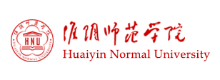 淮阴师范学院
HNU
Huaiyin Normal University